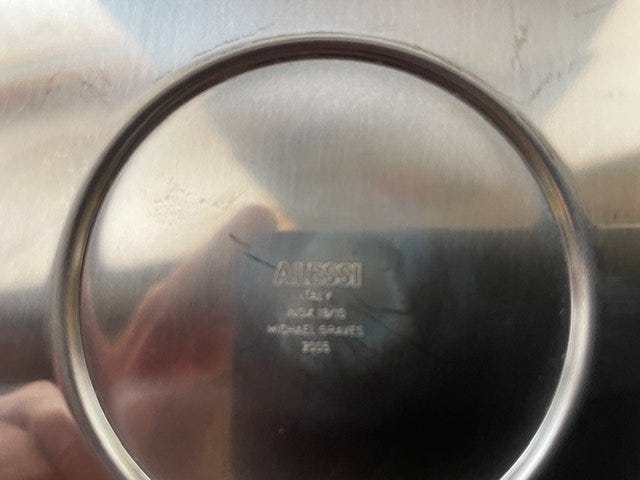 ALESSI
ITALY
INOX 18/10
MICHAEL GRAVES
2005